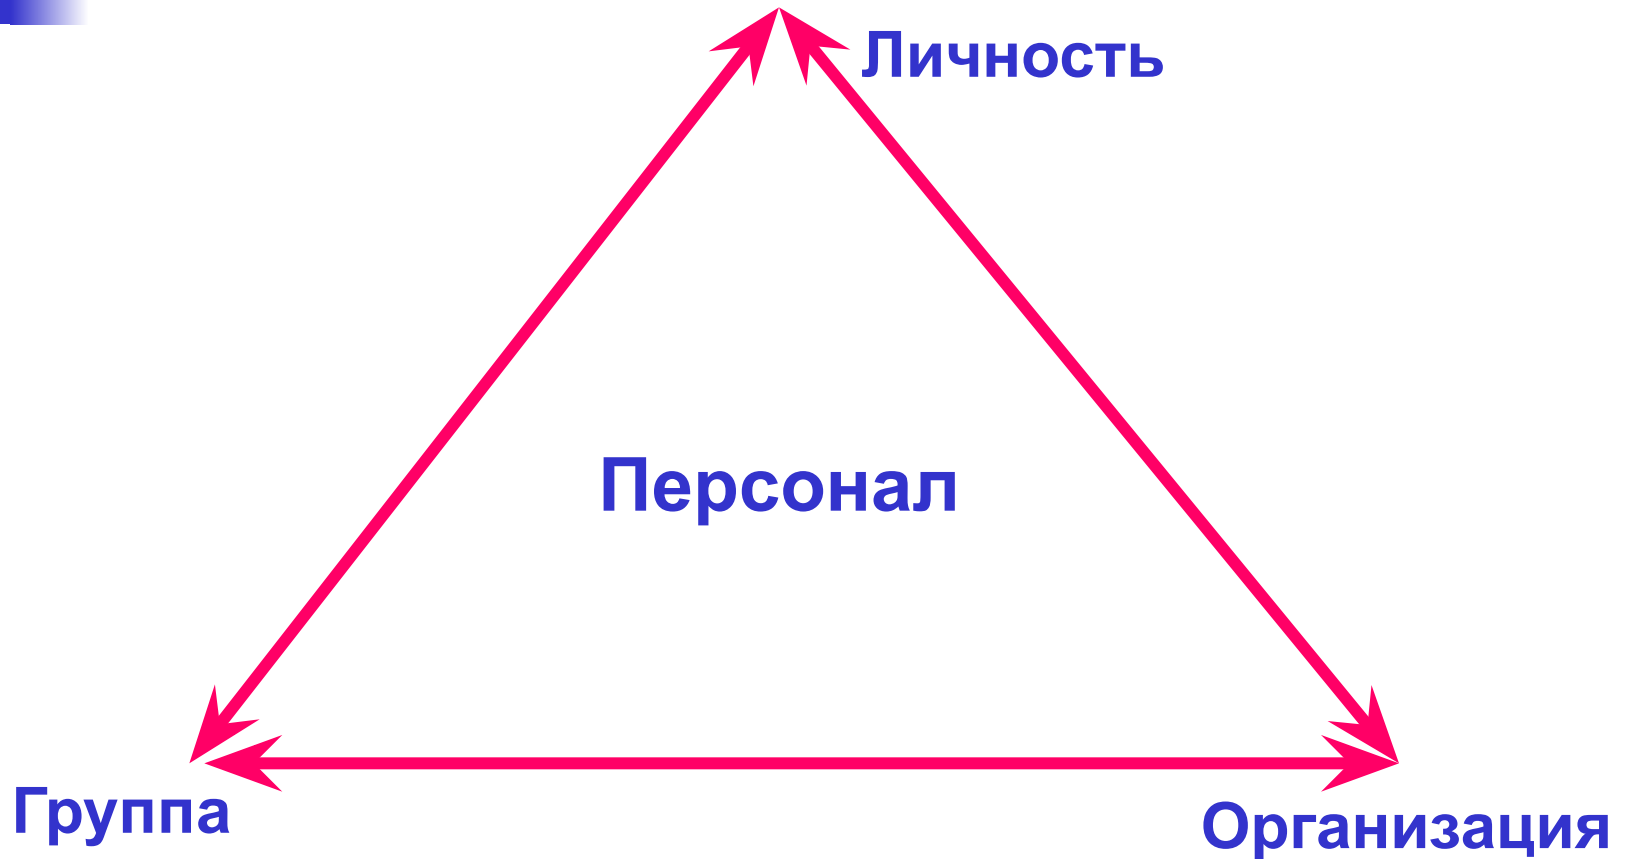 Личность
Персонал
Группа
Организация